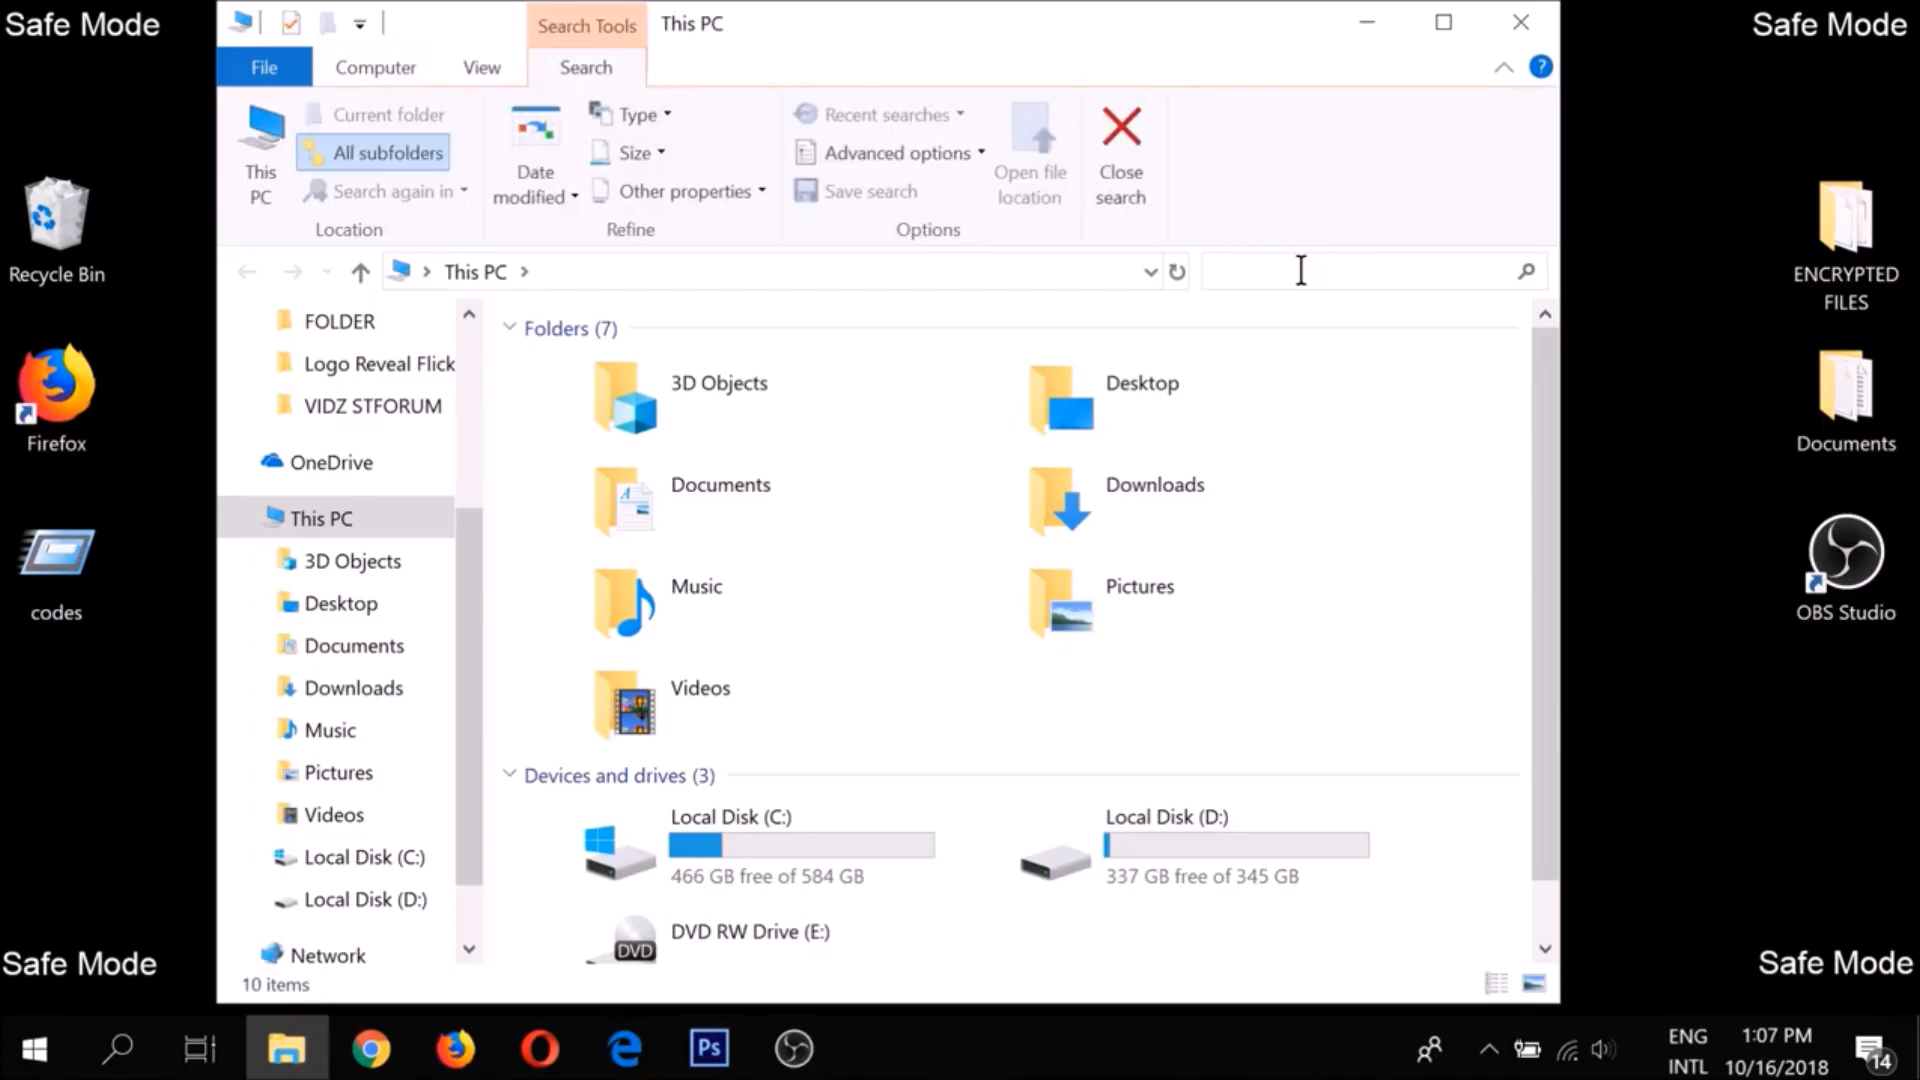 Safe Mode
Safe Mode
Search Tools
This PC
File
Computer
View
Search
?
This PC
Current folder
All subfolders
Search again in
Location
Date modified
Type
Size
Other properties
Refine
Recent searches
Advanced options
Save search
Options
Open file location
Close search
This PC
FOLDER
Logo Reveal Flick
VIDZ STFORUM
OneDrive
This PC
3D Objects
Desktop
Documents
Downloads
Music
Pictures
Videos
Local Disk (C:)
Local Disk (D:)
Network
Folders (7)
3D Objects
Desktop
Documents
Downloads
Music
Pictures
Videos
Devices and drives (3)
Local Disk (C:)
466 GB free of 584 GB
Local Disk (D:)
337 GB free of 345 GB
DVD
DVD RW Drive (E:)
10 items
Recycle Bin
Firefox
codes
ENCRYPTED
FILES
Documents
OBS Studio
Safe Mode
Safe Mode
Ps
ENG
INTL
1:07 PM
10/16/2018
14